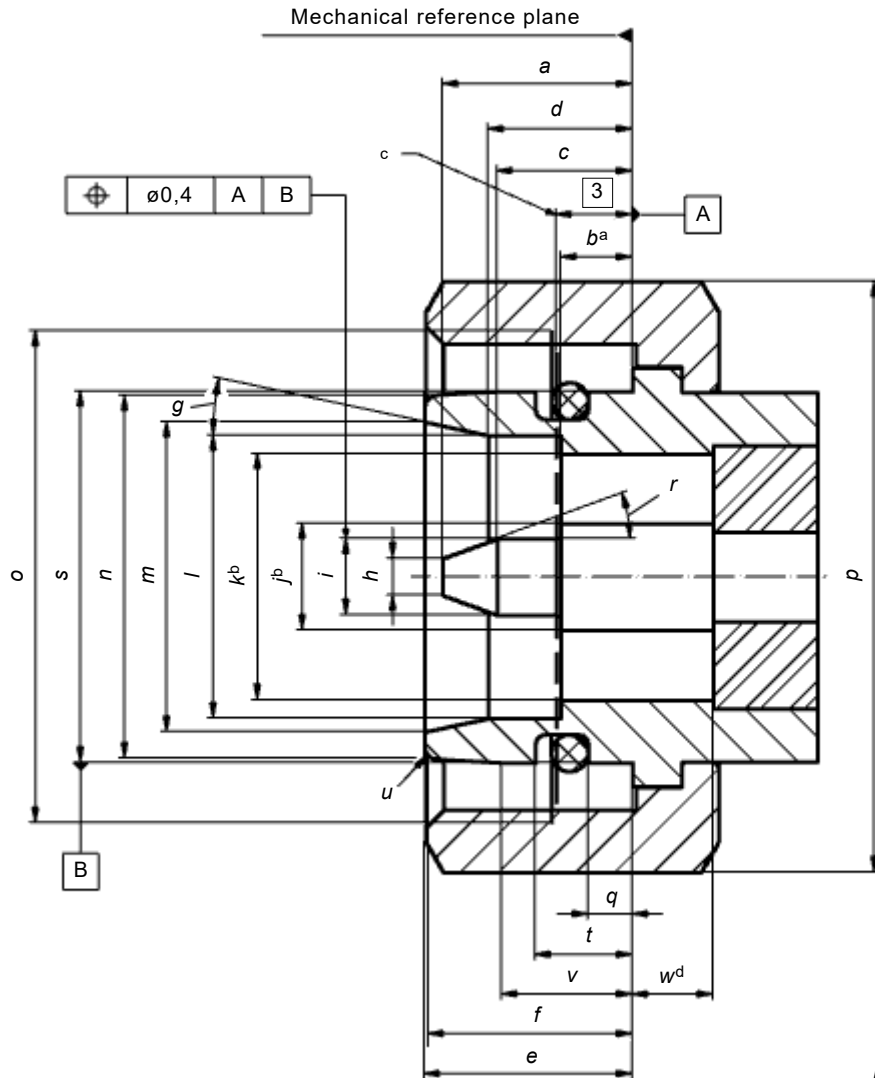 Mechanical reference plane
a
d
c
c
3
ø0,4 A B
A
bᵃ
g
r
o
s
n
m
l
kᵇ
jᵇ
i
h
p
u
B
q
t
v
wᵈ
f
e